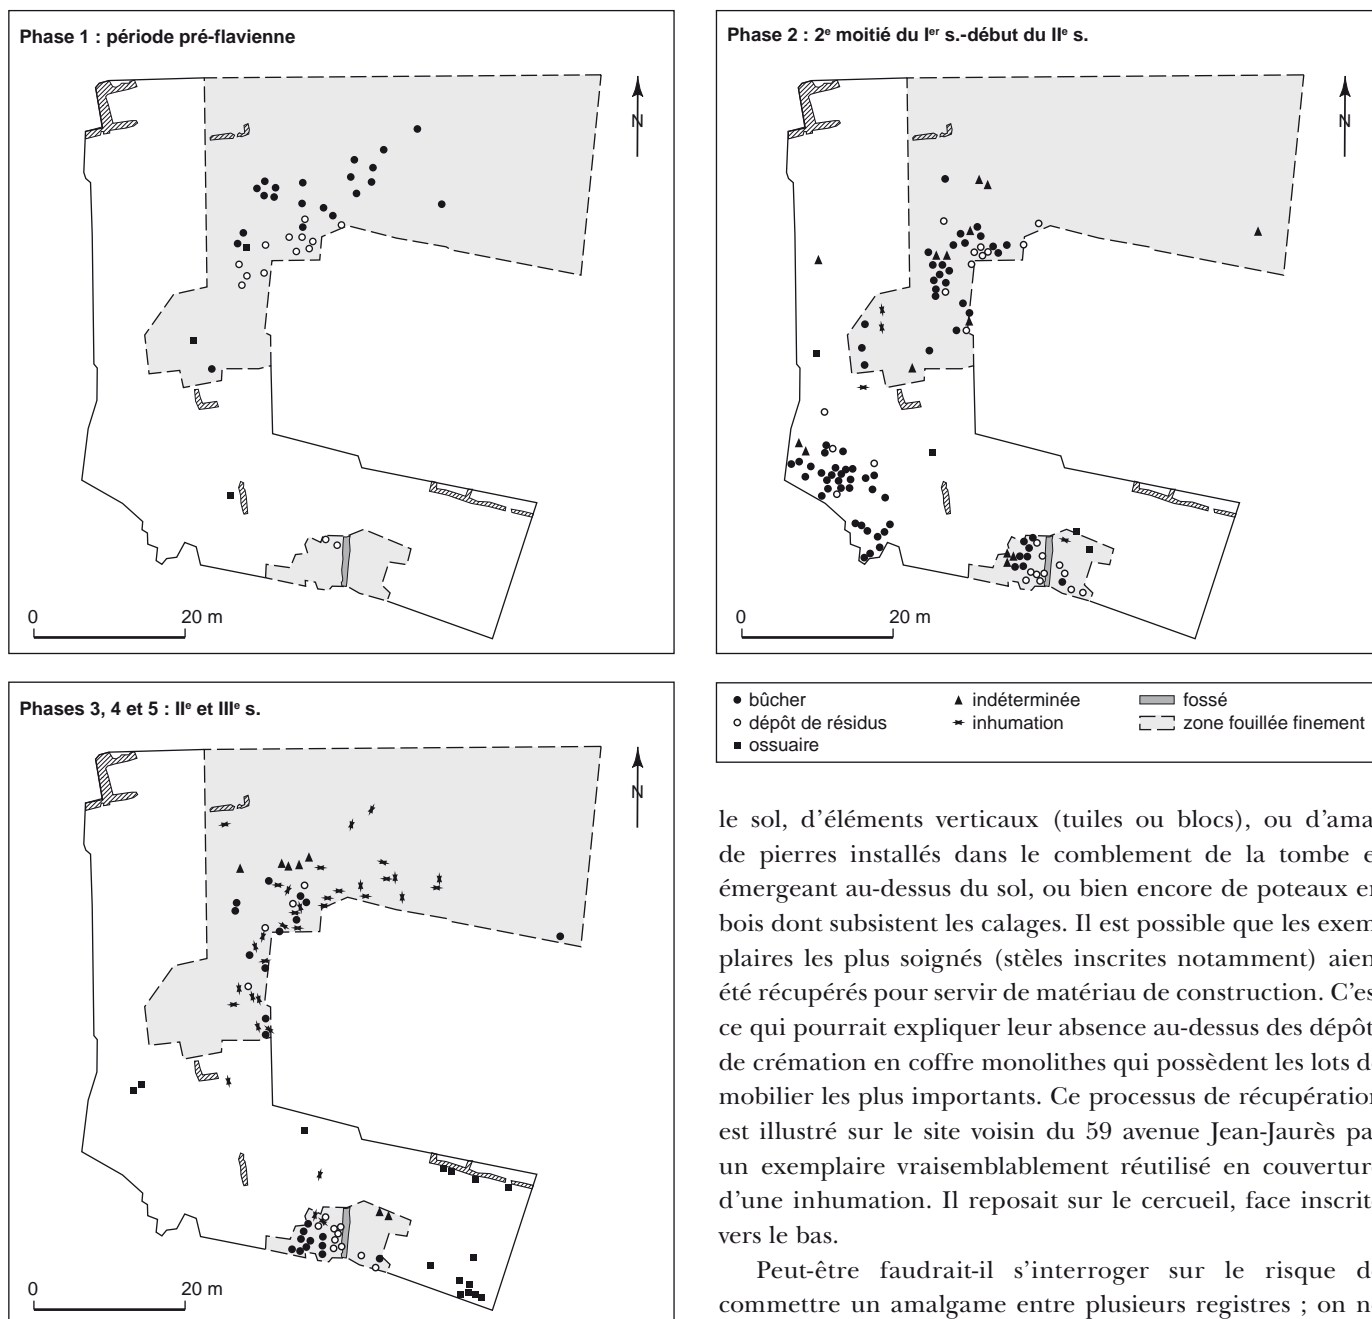 Phase 1 : période pré-flavienne
N
0 20 m
Phase 2 : 2e moitié du Ier s.-début du IIe s.
N
0 20 m
Phases 3, 4 et 5 : IIe et IIIe s.
N
0 20 m
bûcher
dépôt de résidus
ossuaire
indéterminée
inhumation
fossé
zone fouillée finement
le sol, d’éléments verticaux (tuiles ou blocs), ou d’ama
de pierres installés dans le comblement de la tombe e
émergeant au-dessus du sol, ou bien encore de poteaux e
bois dont subsistent les calages. Il est possible que les exem
plaires les plus soignés (stèles inscrites notamment) aien
été récupérés pour servir de matériau de construction. C’es
ce qui pourrait expliquer leur absence au-dessus des dépôt
de crémation en coffre monolithes qui possèdent les lots d
mobilier les plus importants. Ce processus de récupération
est illustré sur le site voisin du 59 avenue Jean-Jaurès pa
un exemplaire vraisemblablement réutilisé en couvertur
d’une inhumation. Il reposait sur le cercueil, face inscrit
vers le bas.
Peut-être faudrait-il s’interroger sur le risque d
commettre un amalgame entre plusieurs registres ; on n